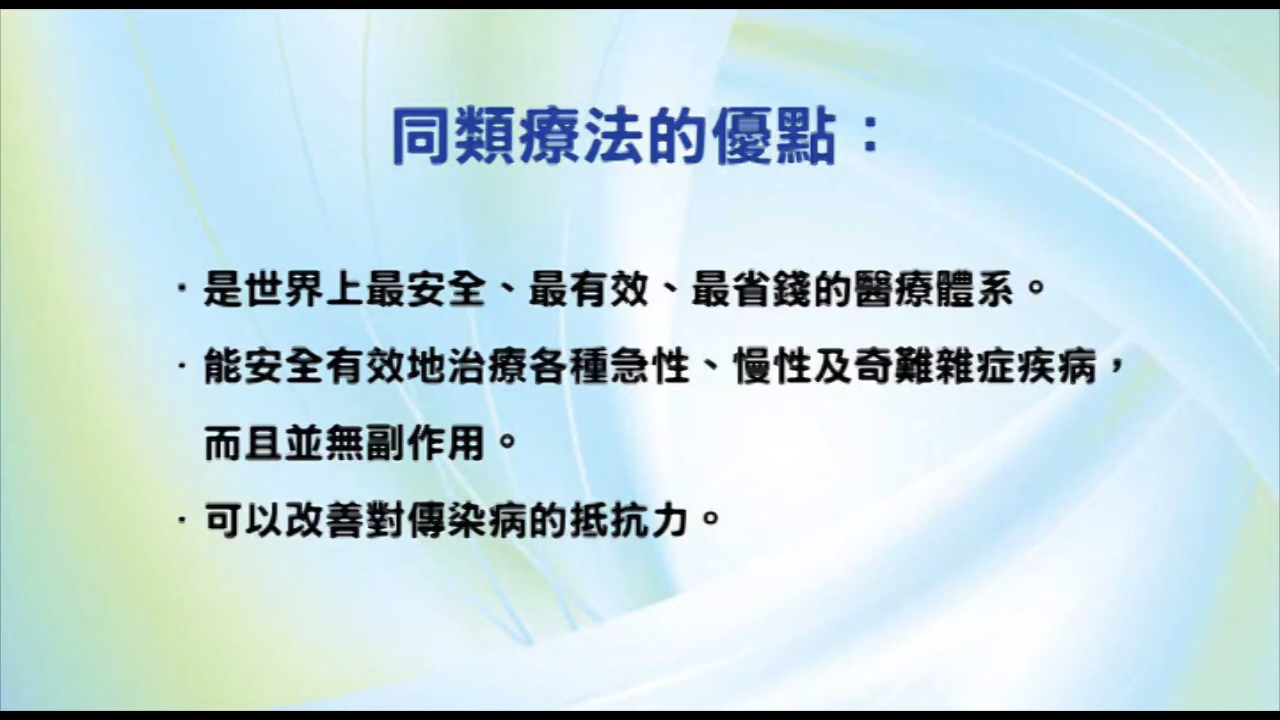 同類療法的優點：
·是世界上最安全、最有效、最省錢的醫療體系。
·能安全有效地治療各種急性、慢性及奇難雜症疾病，
而且並無副作用。
·可以改善對傳染病的抵抗力。